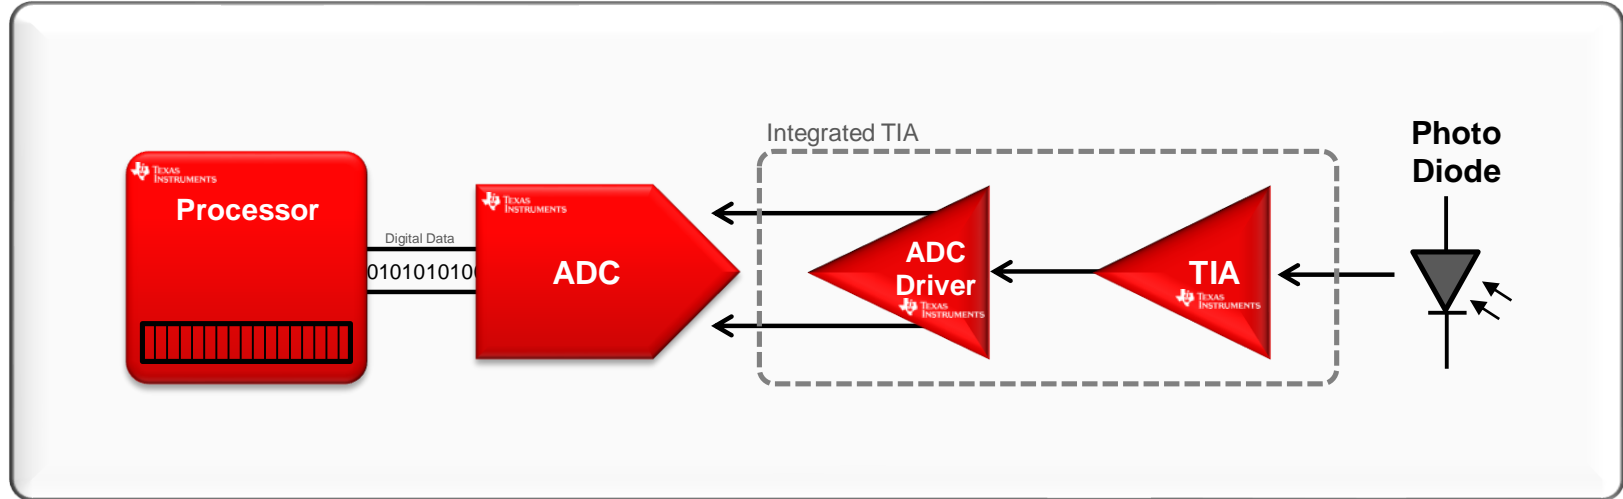 Integrated TIA
Photo
Diode
TEXAS
INSTRUMENTS
Processor
Digital Data
010101010
TEXAS
INSTRUMENTS
ADC
ADC
Driver
TEXAS
INSTRUMENTS
TIA
TEXAS
INSTRUMENTS